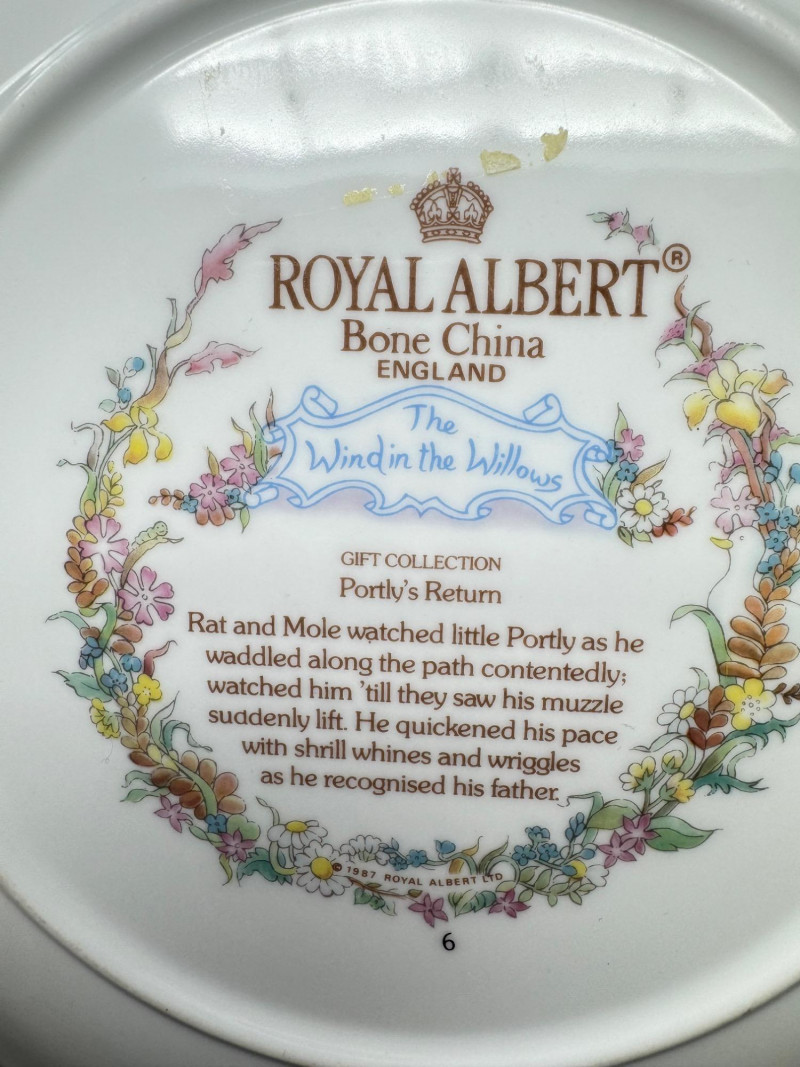 ROYAL ALBERT®
Bone China
ENGLAND
The
Wind in the Willows
GIFT COLLECTION
Portly's Return
Rat and Mole watched little Portly as he
waddled along the path contentedly;
watched him 'till they saw his muzzle
suddenly lift. He quickened his pace
with shrill whines and wriggles
as he recognised his father.
© 1987 ROYAL ALBERT LTD
6